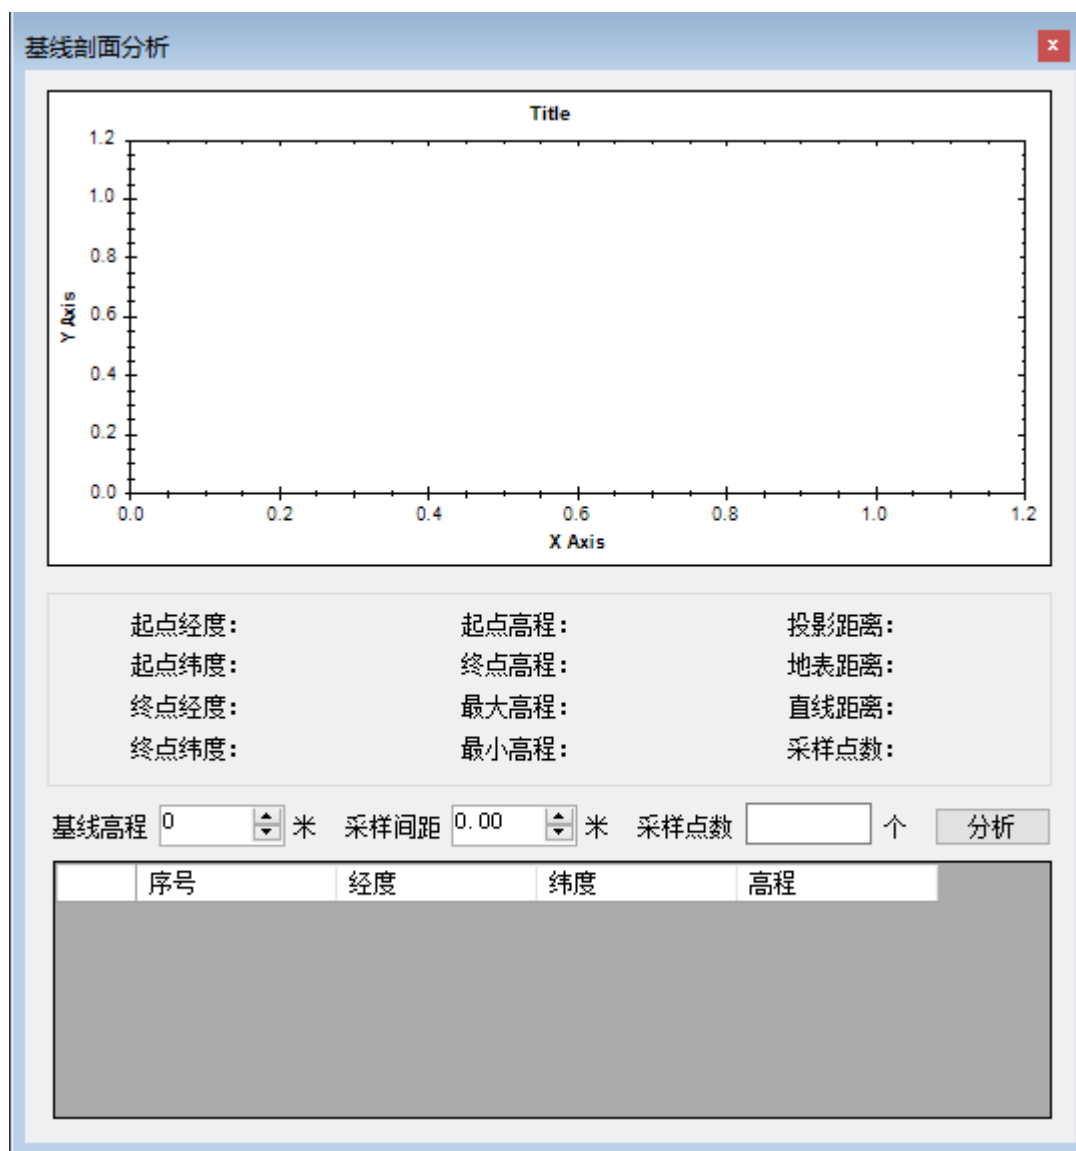 基线剖面分析
x
Title
1.2
1.0
0.8
0.6
0.4
0.2
0.0
Y Axis
0.0 0.2 0.4 0.6 0.8 1.0 1.2
X Axis
起点经度: 起点高程: 投影距离:
起点纬度: 终点高程: 地表距离:
终点经度: 最大高程: 直线距离:
终点纬度: 最小高程: 采样点数:
基线高程 0 米 采样间距 0.00 米 采样点数 个 分析
序号 经度 纬度 高程